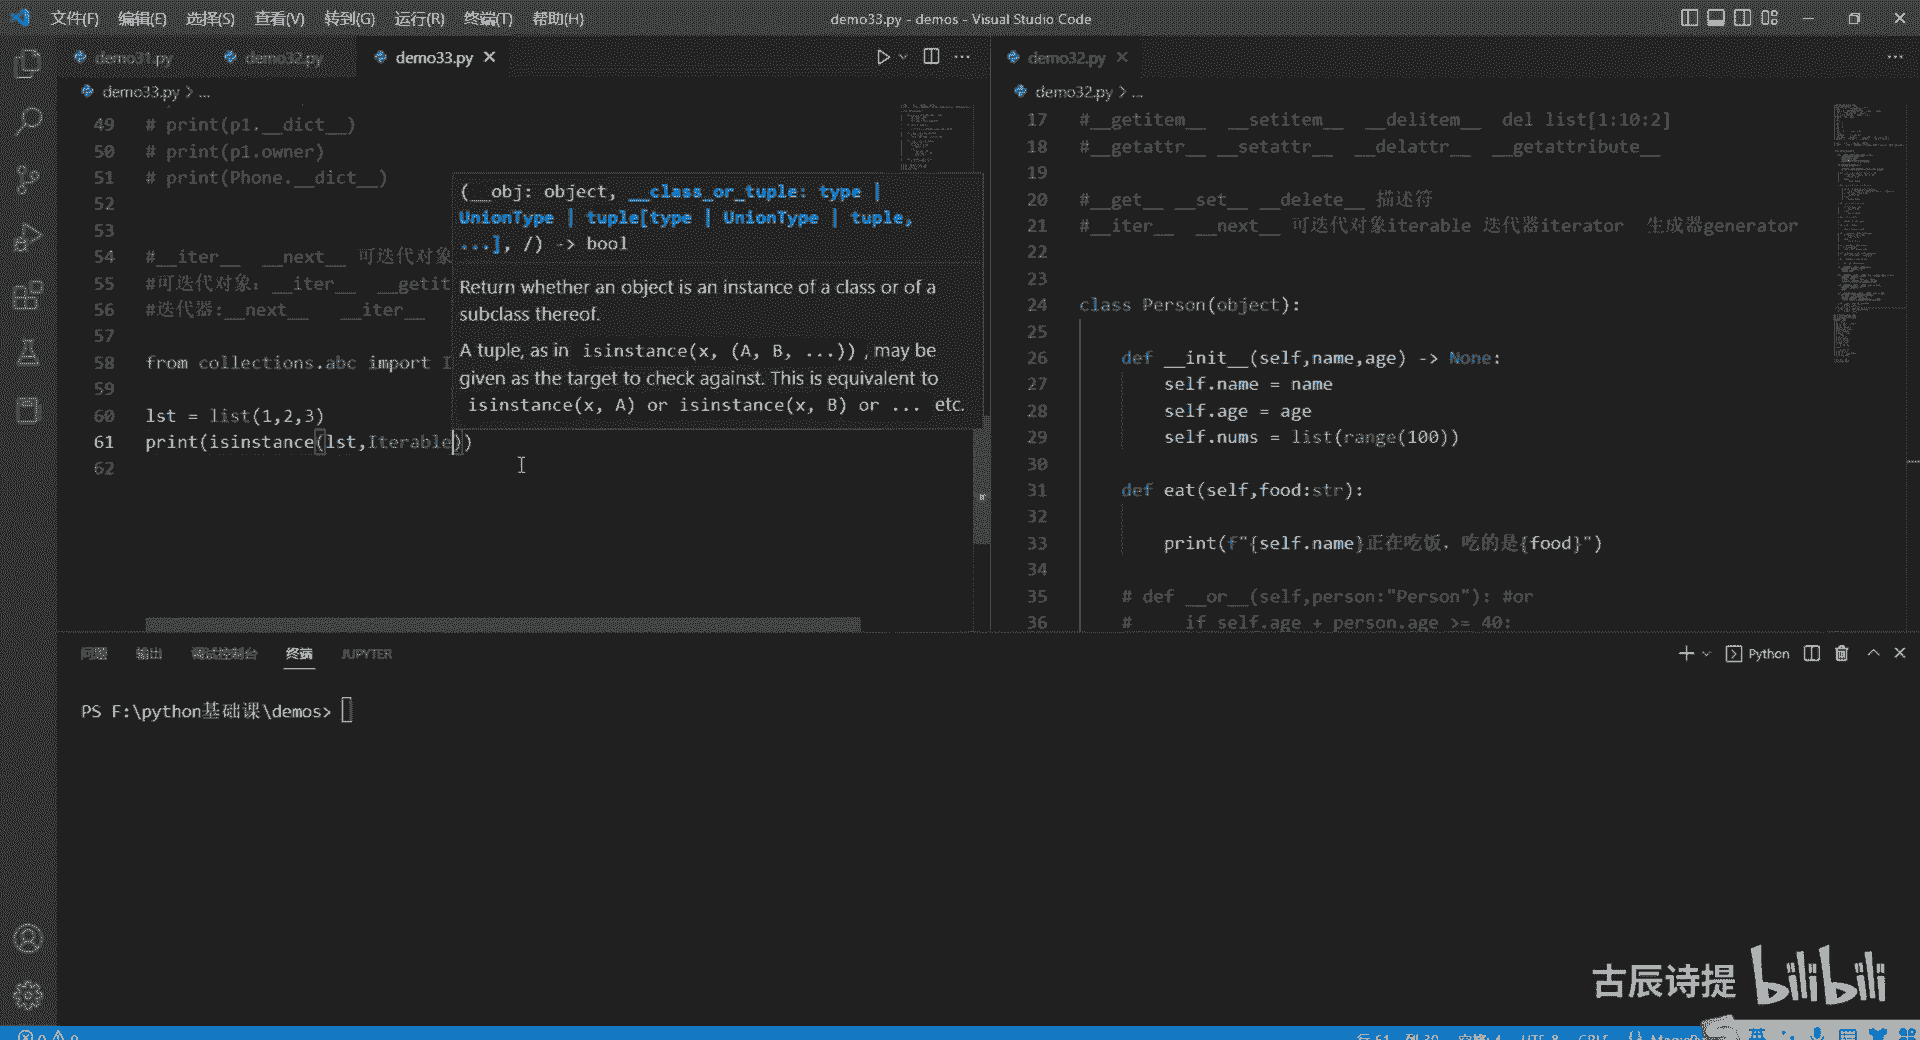 文件(F) 编辑(E) 选择(S) 查看(V) 转到(G) 运行(R) 终端(T) 帮助(H)
demo33.py - demos - Visual Studio Code
demo31.py demo32.py demo33.py
demo33.py > ...
49 # print(p1.__dict__)
50 # print(p1.owner)
51 # print(Phone.__dict__)
52
53
54 #__iter__ __next__ 可迭代对象
55 #可迭代对象: __iter__ __getit
56 #迭代器:__next__ __iter__
57
58 from collections.abc import I
59
60 lst = list(1,2,3)
61 print(isinstance(lst,Iterable))
62
(__obj: object, __class_or_tuple: type |
UnionType | tuple[type | UnionType | tuple,
...], /) -> bool
Return whether an object is an instance of a class or of a
subclass thereof.
A tuple, as in isinstance(x, (A, B, ...)) , may be
given as the target to check against. This is equivalent to
isinstance(x, A) or isinstance(x, B) or ... etc.
demo32.py
demo32.py > ...
17 #__getitem__ __setitem__ __delitem__ del list[1:10:2]
18 #__getattr__ __setattr__ __delattr__ __getattribute__
19
20 #__get__ __set__ __delete__ 描述符
21 #__iter__ __next__ 可迭代对象iterable 迭代器iterator 生成器generator
22
23
24 class Person(object):
25
26 def __init__(self,name,age) -> None:
27 self.name = name
28 self.age = age
29 self.nums = list(range(100))
30
31 def eat(self,food:str):
32
33 print(f"{self.name}正在吃饭, 吃的是{food}")
34
35 # def __or__(self,person:"Person"): #or
36 # if self.age + person.age >= 40:
问题 输出 调试控制台 终端 JUPYTER
Python
PS F:\python基础课\demos>
古辰诗提 bilibili